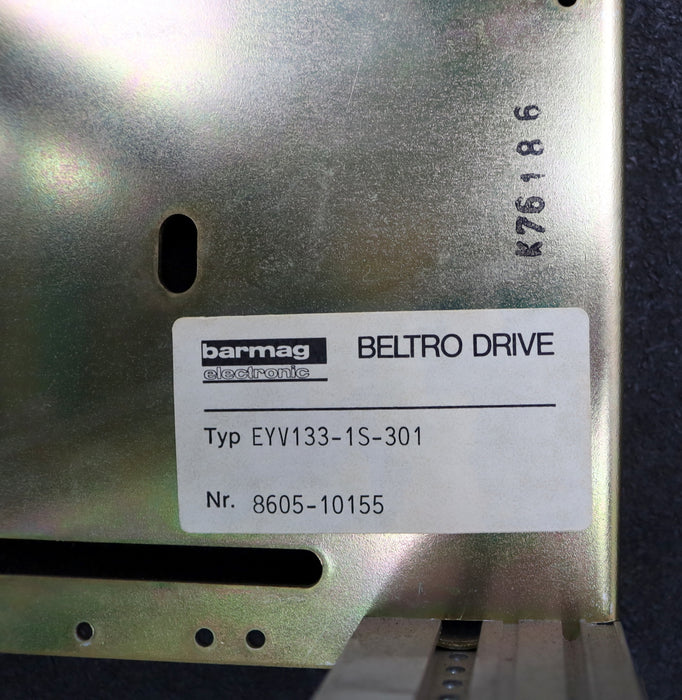 K76186
barmag BELTRO DRIVE
electronic
Typ EYV133-1S-301
Nr. 8605-10155